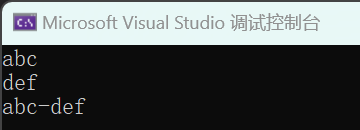 Microsoft Visual Studio 调试控制台
abc
def
abc-def